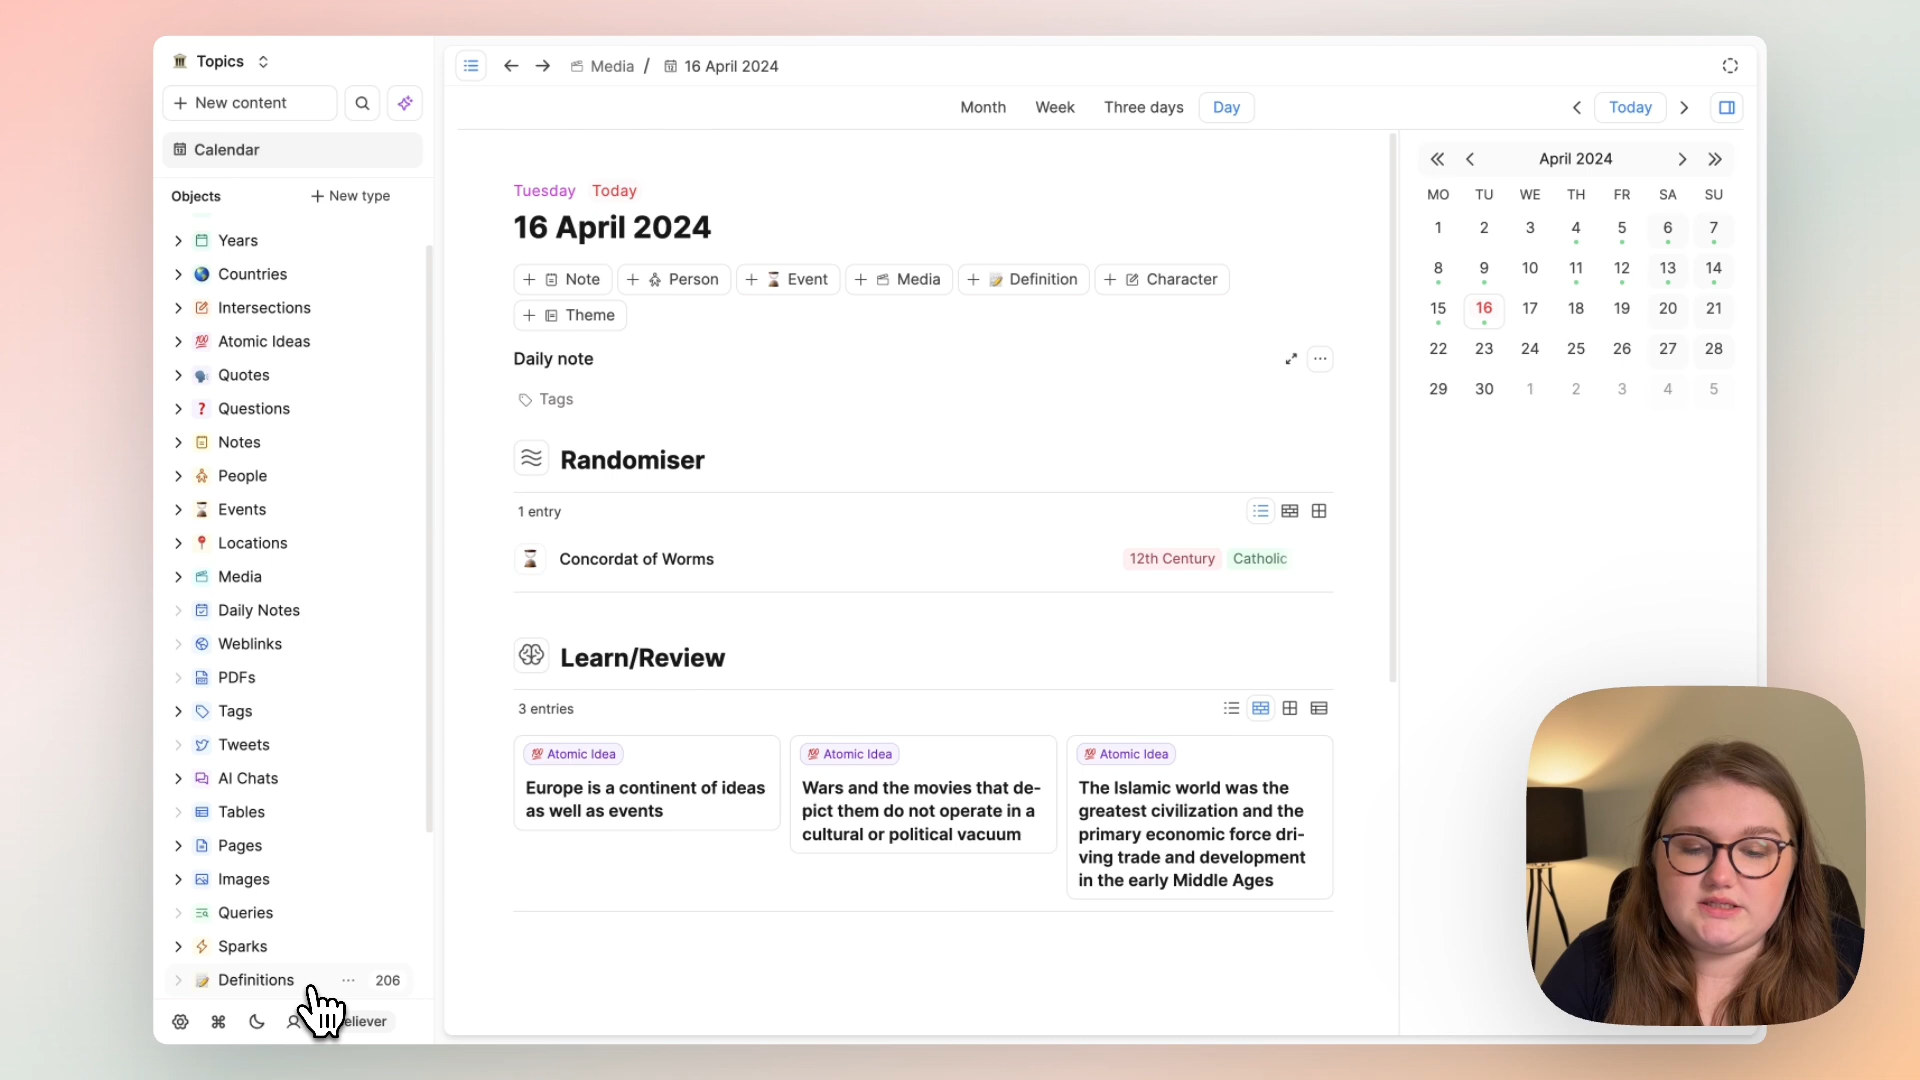 Topics
New content
Calendar
Objects
New type
Years
Countries
Intersections
Atomic Ideas
Quotes
Questions
Notes
People
Events
Locations
Media
Daily Notes
Weblinks
PDFs
Tags
Tweets
AI Chats
Tables
Pages
Images
Queries
Sparks
Definitions ... 206
eliever
Media / 16 April 2024
Month Week Three days Day
Today
Tuesday Today
16 April 2024
+ Note + Person + Event + Media + Definition + Character
+ Theme
Daily note
Tags
Randomiser
1 entry
Concordat of Worms 12th Century Catholic
Learn/Review
3 entries
Atomic Idea
Europe is a continent of ideas
as well as events
Atomic Idea
Wars and the movies that de-
pict them do not operate in a
cultural or political vacuum
Atomic Idea
The Islamic world was the
greatest civilization and the
primary economic force dri-
ving trade and development
in the early Middle Ages
April 2024
MO TU WE TH FR SA SU
1 2 3 4 5 6 7
8 9 10 11 12 13 14
15 16 17 18 19 20 21
22 23 24 25 26 27 28
29 30 1 2 3 4 5